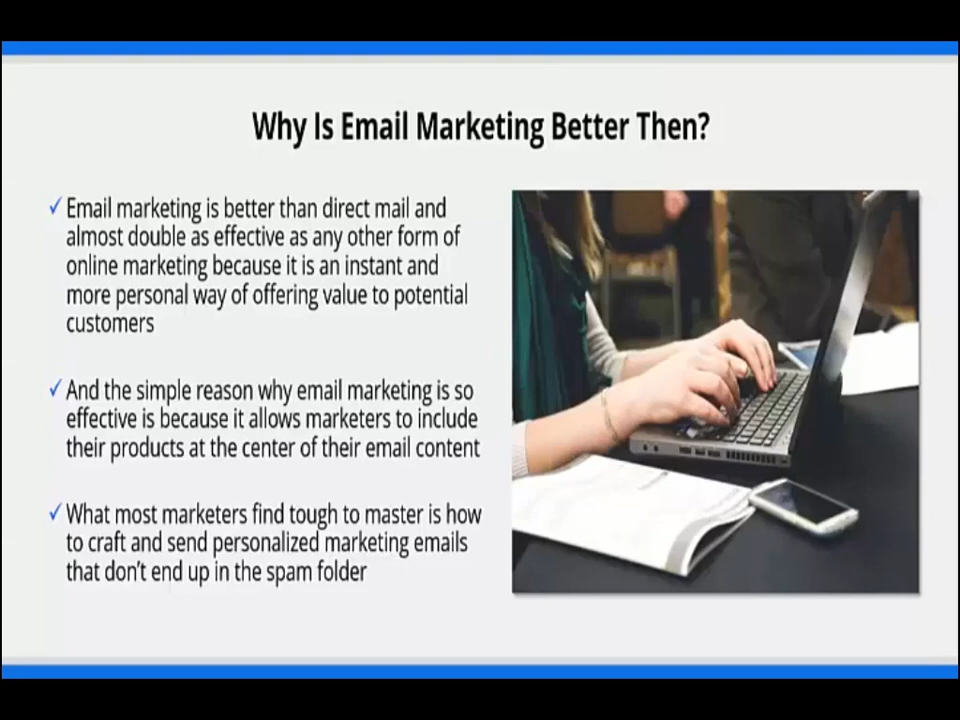 Why Is Email Marketing Better Then?
✓ Email marketing is better than direct mail and
almost double as effective as any other form of
online marketing because it is an instant and
more personal way of offering value to potential
customers
✓ And the simple reason why email marketing is so
effective is because it allows marketers to include
their products at the center of their email content
✓ What most marketers find tough to master is how
to craft and send personalized marketing emails
that don't end up in the spam folder